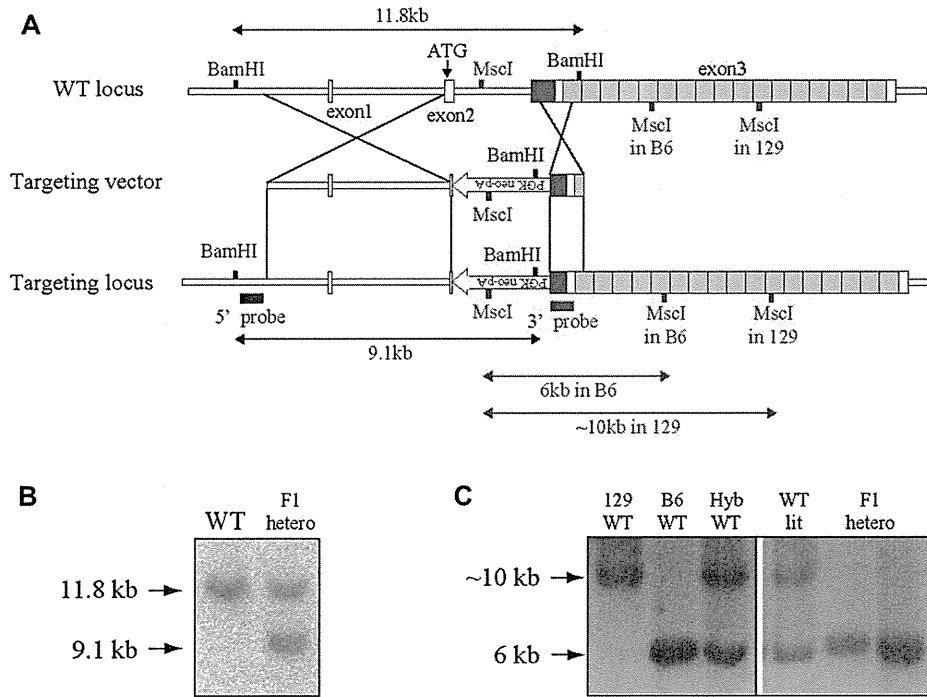 A
11.8kb
BamHI
ATG
MscI
BamHI
exon3
WT locus
exon1
exon2
MscI
in B6
MscI
in 129
Targeting vector
BamHI
PGK neo-pA
MscI
Targeting locus
BamHI
BamHI
PGK neo-pA
5' probe
MscI
3' probe
MscI
in B6
MscI
in 129
9.1kb
6kb in B6
~10kb in 129
B
WT
F1
hetero
11.8 kb
9.1 kb
C
129
WT
B6
WT
Hyb
WT
WT
lit
F1
hetero
~10 kb
6 kb